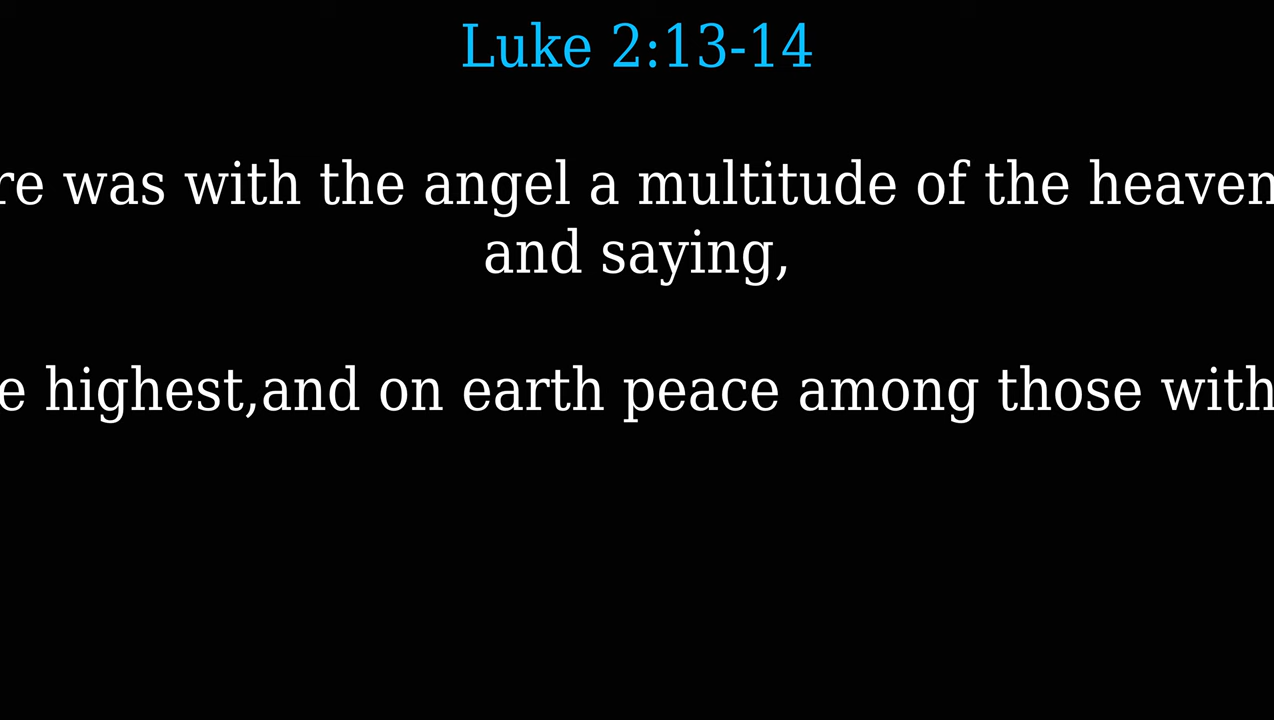 Luke 2:13-14
re was with the angel a multitude of the heaven
and saying,
e highest,and on earth peace among those with